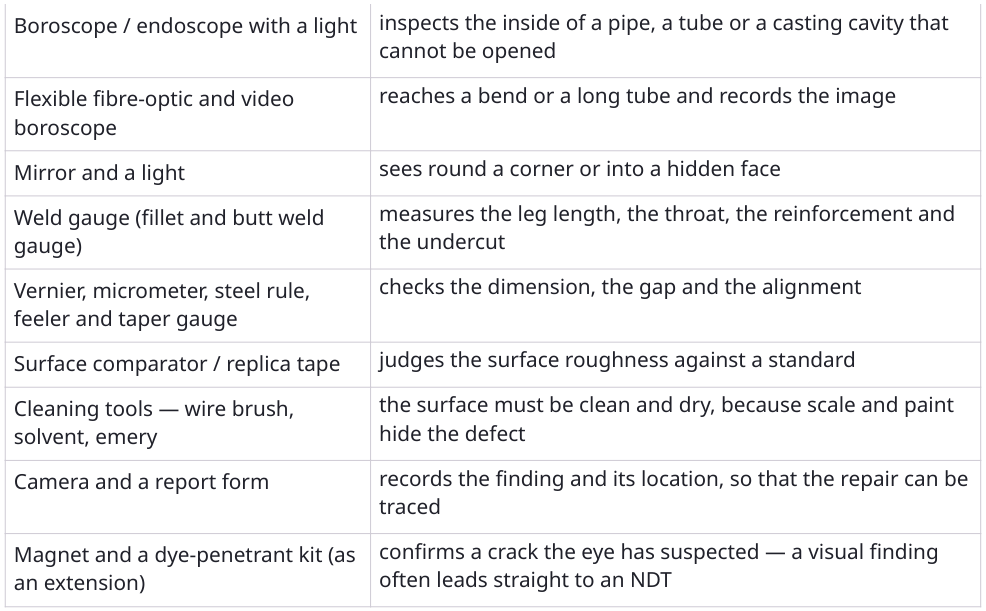 Boroscope / endoscope with a light
inspects the inside of a pipe, a tube or a casting cavity that
cannot be opened
Flexible fibre-optic and video
boroscope
reaches a bend or a long tube and records the image
Mirror and a light
sees round a corner or into a hidden face
Weld gauge (fillet and butt weld
gauge)
measures the leg length, the throat, the reinforcement and
the undercut
Vernier, micrometer, steel rule,
feeler and taper gauge
checks the dimension, the gap and the alignment
Surface comparator / replica tape
judges the surface roughness against a standard
Cleaning tools — wire brush,
solvent, emery
the surface must be clean and dry, because scale and paint
hide the defect
Camera and a report form
records the finding and its location, so that the repair can be
traced
Magnet and a dye-penetrant kit (as
an extension)
confirms a crack the eye has suspected — a visual finding
often leads straight to an NDT